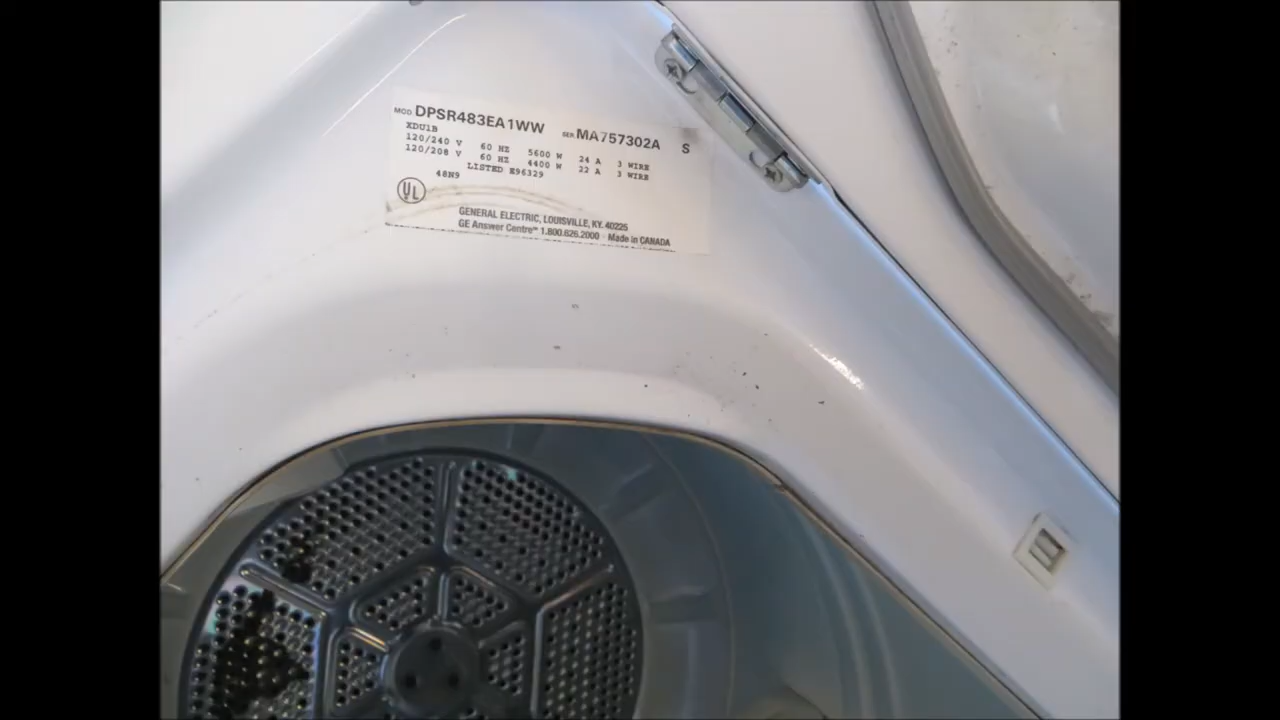 MOD DPSR483EA1WW SER MA757302A S
XDU1B
120/240 V 60 HZ 5600 W 24 A 3 WIRE
120/208 V 60 HZ 4400 W 22 A 3 WIRE
LISTED E96329
48N9
UL
GENERAL ELECTRIC, LOUISVILLE, KY. 40225
GE Answer Centre™ 1.800.626.2000 Made in CANADA